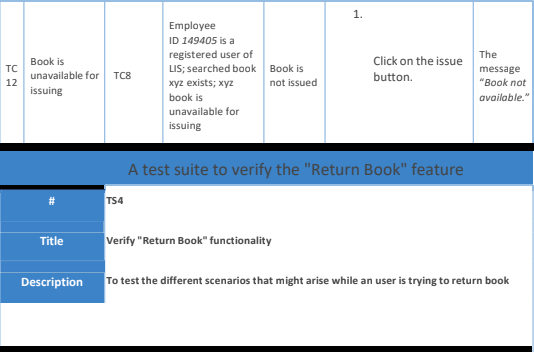 1.
Employee
ID 149405 is a
registered user of
LIS; searched book
xyz exists; xyz
book is
unavailable for
issuing
TC
12
Book is
unavailable for
issuing
TC8
Book is
not issued
Click on the issue
button.
The
message
“Book not
available.”
A test suite to verify the "Return Book" feature
#
TS4
Title
Verify "Return Book" functionality
Description
To test the different scenarios that might arise while an user is trying to return book